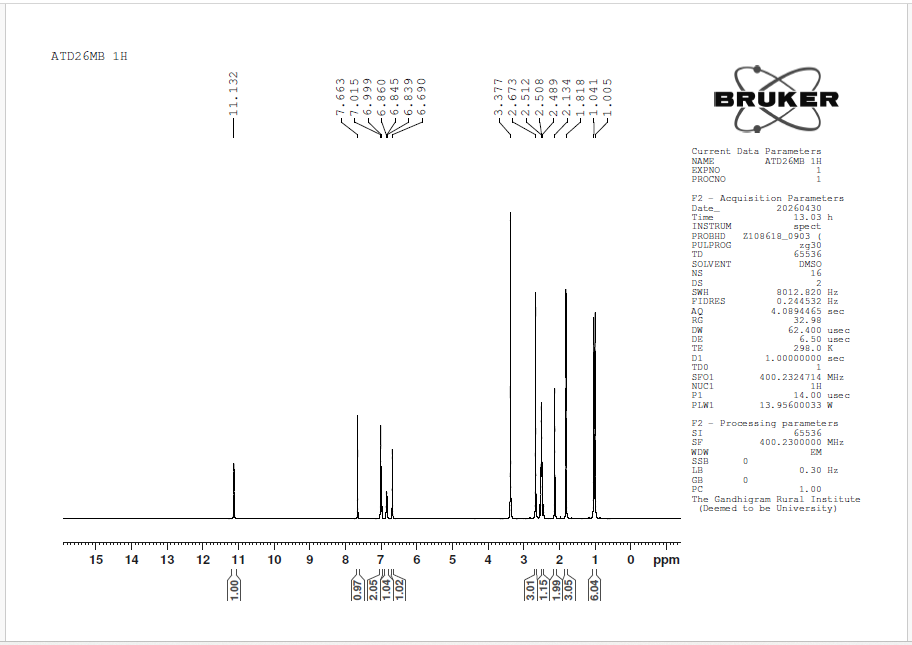 ATD26MB 1H
11.132
7.663
7.015
6.999
6.860
6.845
6.839
6.690
3.377
2.673
2.512
2.508
2.489
2.134
1.818
1.041
1.005
BRUKER
Current Data Parameters
NAME ATD26MB 1H
EXPNO 1
PROCNO 1
F2 - Acquisition Parameters
Date_ 20260430
Time 13.03 h
INSTRUM spect
PROBHD Z108618_0903 (
PULPROG zg30
TD 65536
SOLVENT DMSO
NS 16
DS 2
SWH 8012.820 Hz
FIDRES 0.244532 Hz
AQ 4.0894465 sec
RG 32.98
DW 62.400 usec
DE 6.50 usec
TE 298.0 K
D1 1.00000000 sec
TD0 1
SFO1 400.2324714 MHz
NUC1 1H
P1 14.00 usec
PLW1 13.95600033 W
F2 - Processing parameters
SI 65536
SF 400.2300000 MHz
WDW EM
SSB 0
LB 0.30 Hz
GB 0
PC 1.00
The Gandhigram Rural Institute
(Deemed to be University)
15 14 13 12 11 10 9 8 7 6 5 4 3 2 1 0 ppm
1.00
0.97
2.05
1.04
1.02
3.01
1.15
1.99
3.05
6.04